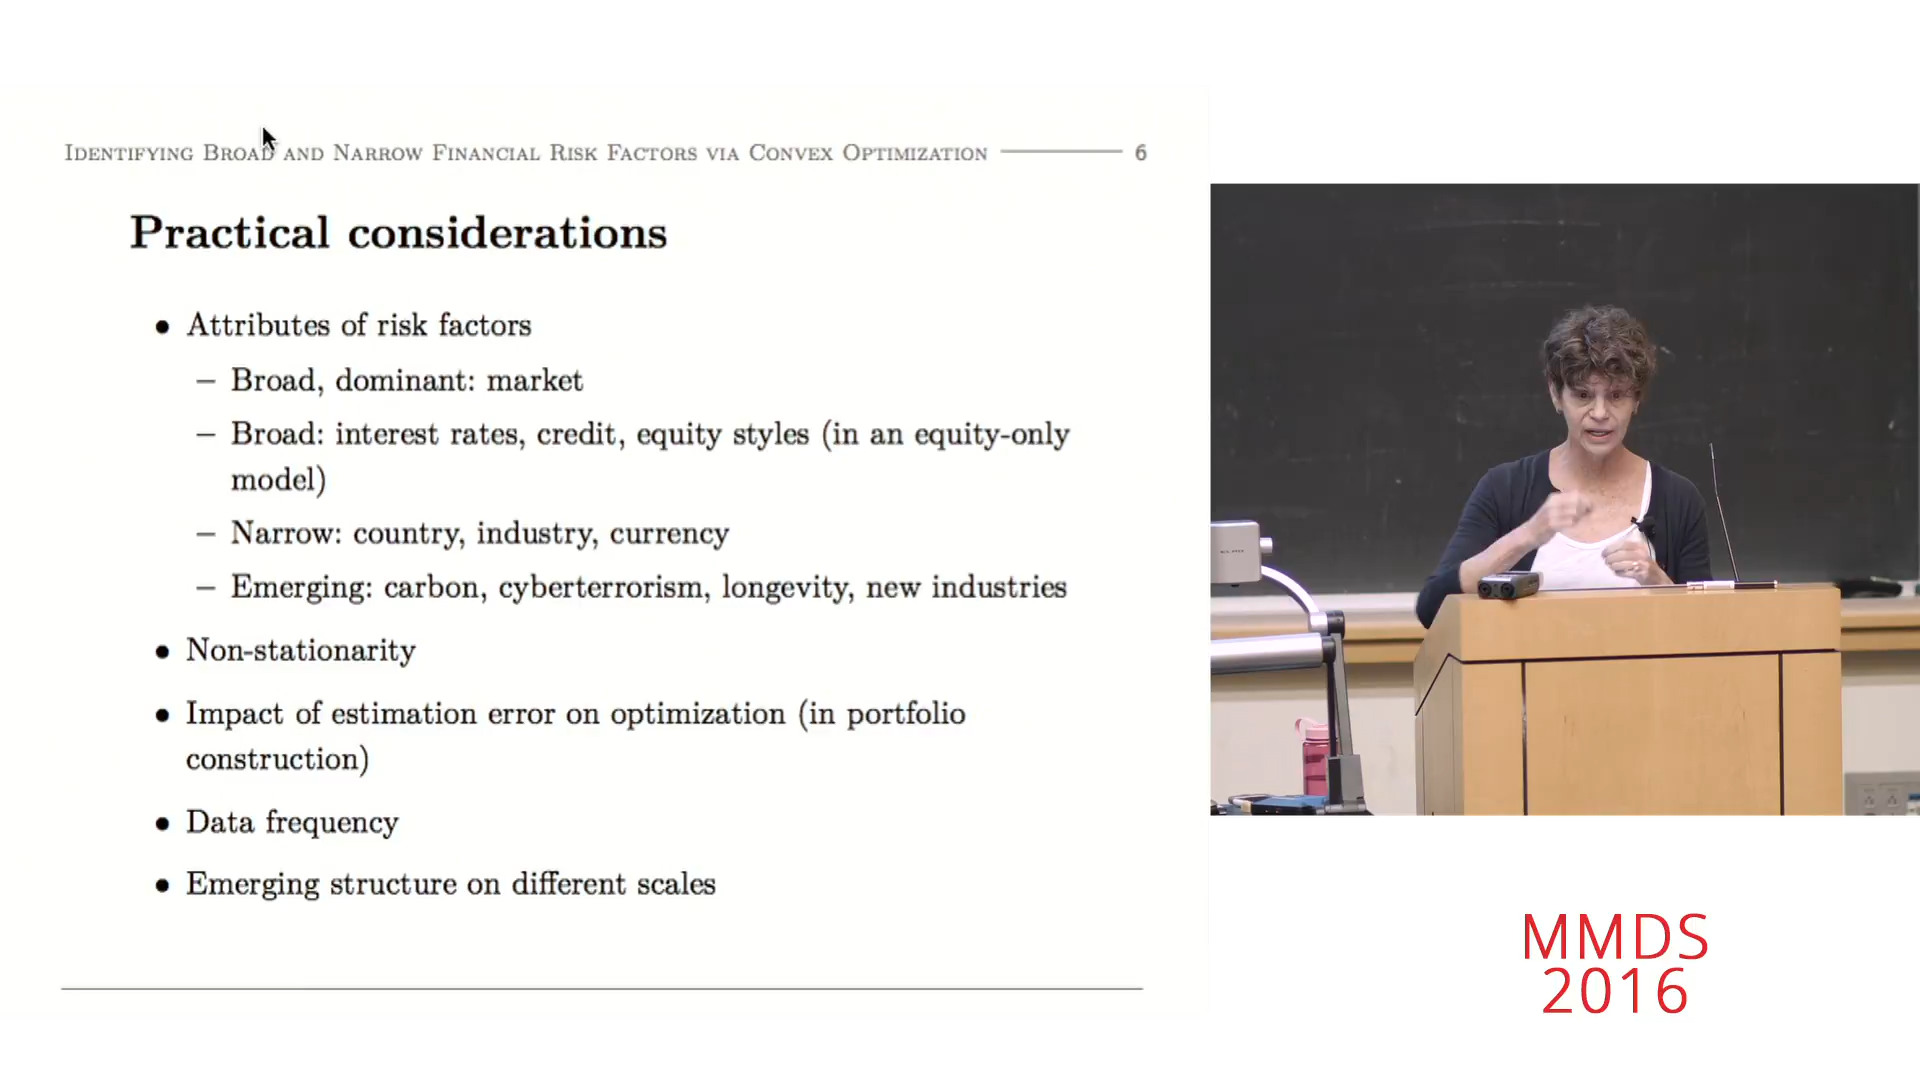 Identifying Broad and Narrow Financial Risk Factors via Convex Optimization 6
Practical considerations
• Attributes of risk factors
– Broad, dominant: market
– Broad: interest rates, credit, equity styles (in an equity-only
model)
– Narrow: country, industry, currency
– Emerging: carbon, cyberterrorism, longevity, new industries
• Non-stationarity
• Impact of estimation error on optimization (in portfolio
construction)
• Data frequency
• Emerging structure on different scales
MMDS
2016